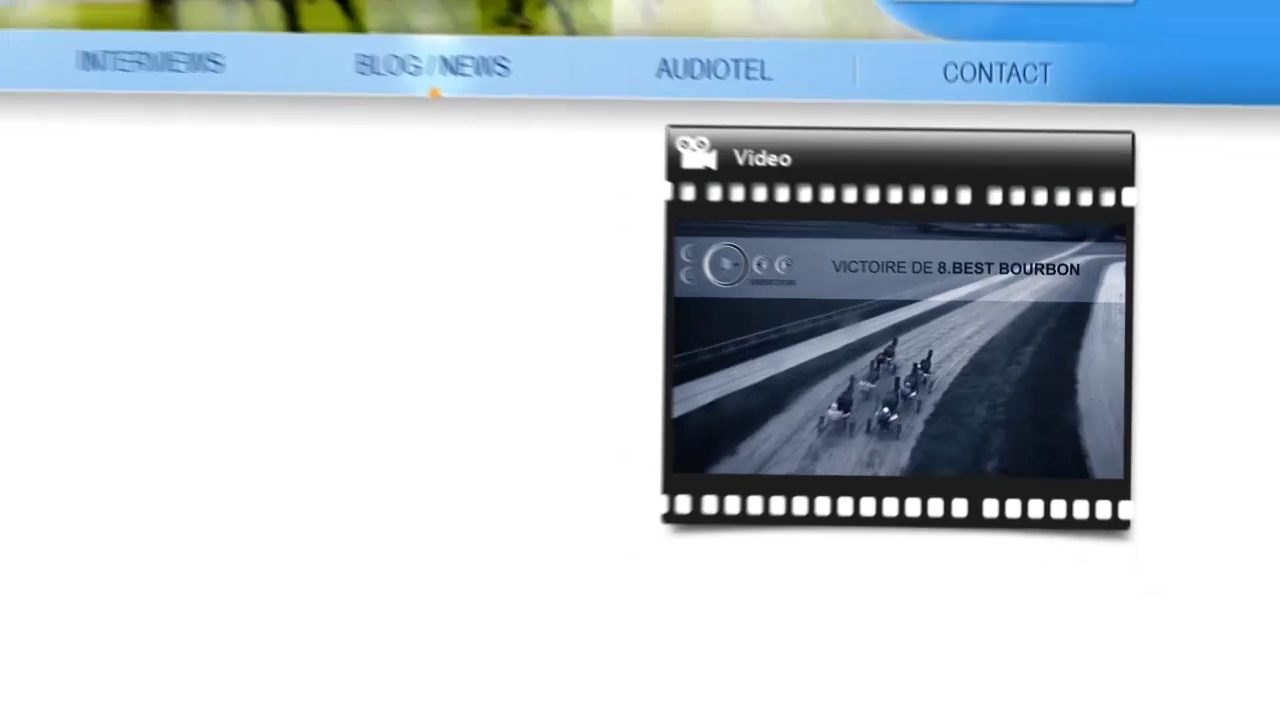 INTERVIEWS
BLOG / NEWS
AUDIOTEL
CONTACT
Video
VICTOIRE DE 8.BEST BOURBON